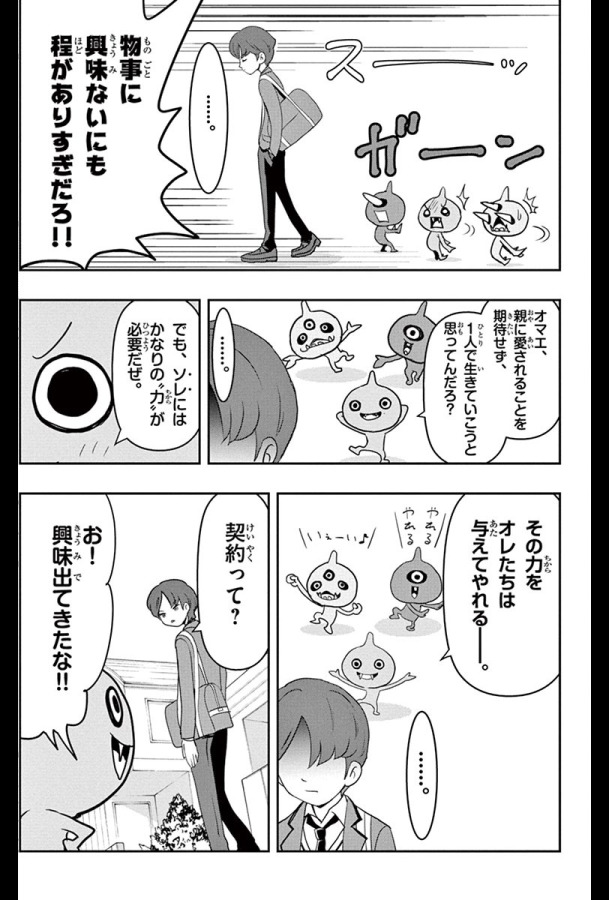 スーーッ
ガーン
……。
物事に
興味ないにも
程がありすぎだろ!!
オマエ、
親に愛されることを
期待せず、
1人で生きていこうと
思ってんだろ？
……。
でも、ソレには
かなりの〝力〟が
必要だぜ。
その力を
オレたちは
与えてやれる――。
やれる
やれる
いぇーい♪
……。
契約って？
お！
興味出てきたな!!